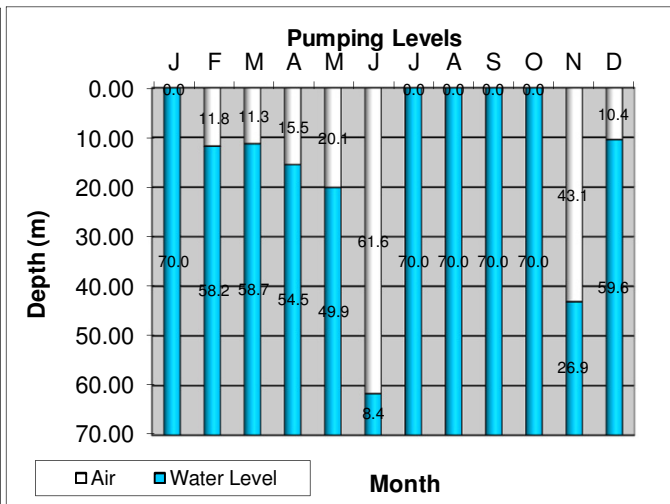 Pumping Levels
J F M A M J J A S O N D
0.00
10.00
20.00
30.00
40.00
50.00
60.00
70.00
Depth (m)
0.0 11.8 11.3 15.5 20.1 61.6 0.0 0.0 0.0 0.0 43.1 10.4
70.0 58.2 58.7 54.5 49.9 8.4 70.0 70.0 70.0 70.0 26.9 59.6
Air Water Level
Month